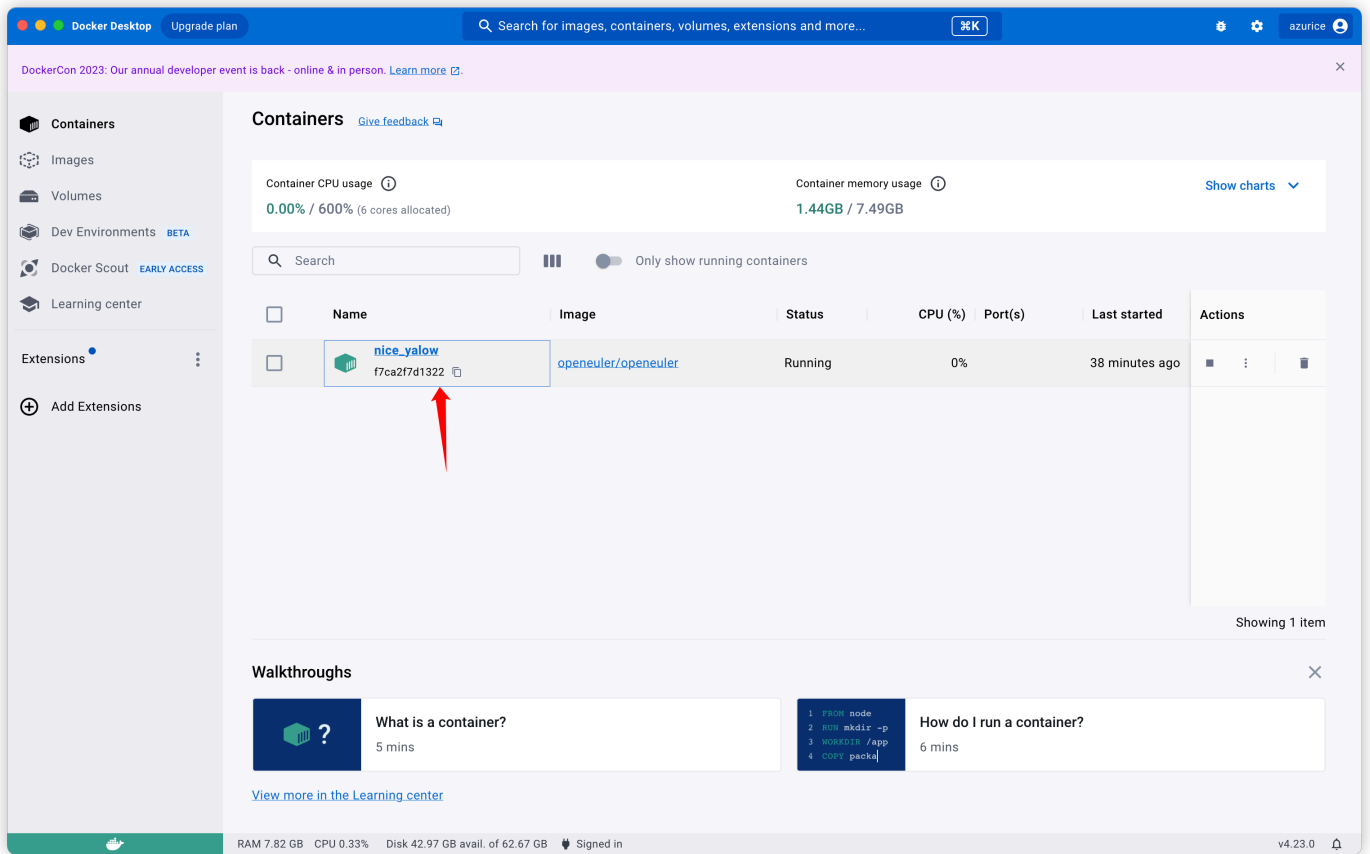 Docker Desktop Upgrade plan Search for images, containers, volumes, extensions and more... ⌘K azurice
DockerCon 2023: Our annual developer event is back - online & in person. Learn more .
Containers
Images
Volumes
Dev Environments BETA
Docker Scout EARLY ACCESS
Learning center
Extensions
Add Extensions
Containers Give feedback
Container CPU usage
0.00% / 600% (6 cores allocated)
Container memory usage
1.44GB / 7.49GB
Show charts
Search
Only show running containers
Name Image Status CPU (%) Port(s) Last started Actions
nice_yalow
f7ca2f7d1322
openeuler/openeuler Running 0% 38 minutes ago
Showing 1 item
Walkthroughs
?
What is a container?
5 mins
1 FROM node
2 RUN mkdir -p
3 WORKDIR /app
4 COPY packa
How do I run a container?
6 mins
View more in the Learning center
RAM 7.82 GB CPU 0.33% Disk 42.97 GB avail. of 62.67 GB Signed in v4.23.0